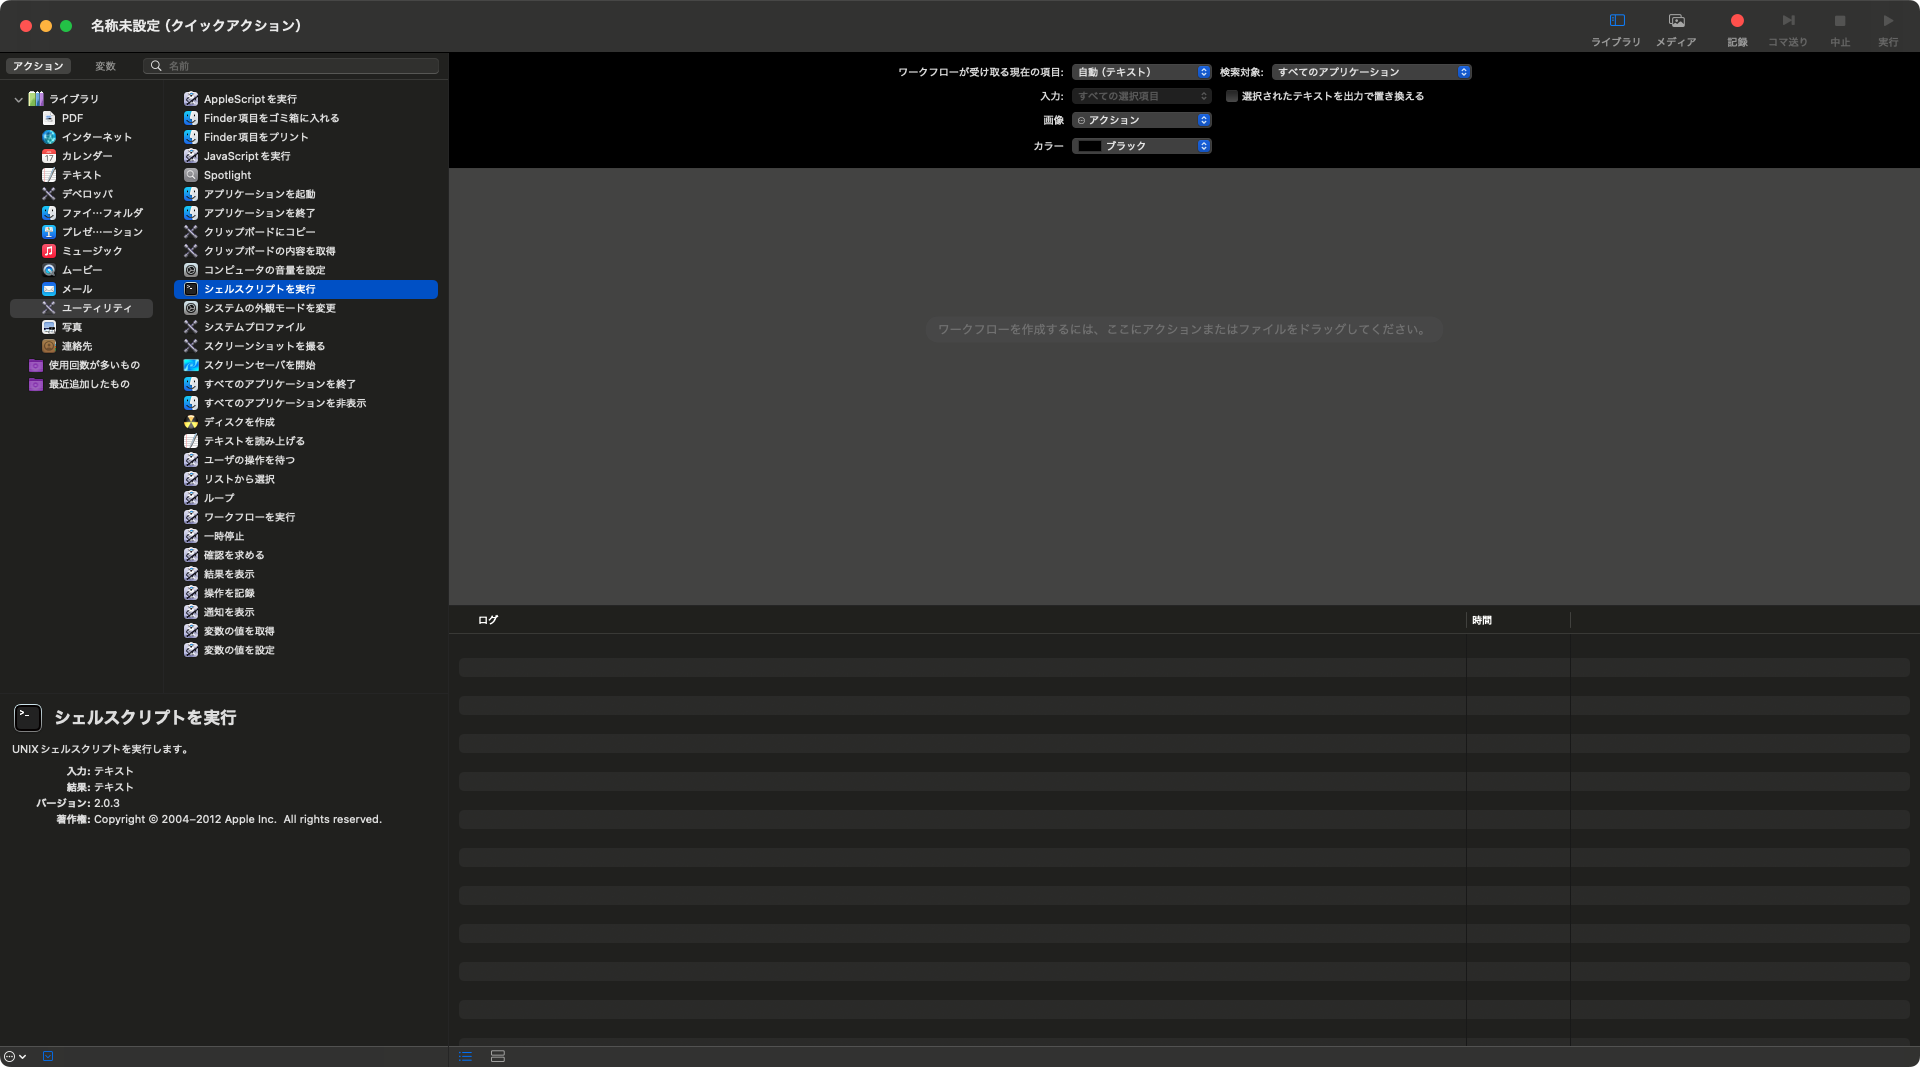 名称未設定（クイックアクション）
ライブラリ
メディア
記録
コマ送り
中止
実行
アクション
変数
名前
ライブラリ
PDF
インターネット
カレンダー
テキスト
デベロッパ
ファイ…フォルダ
プレゼ…ーション
ミュージック
ムービー
メール
ユーティリティ
写真
連絡先
使用回数が多いもの
最近追加したもの
AppleScriptを実行
Finder項目をゴミ箱に入れる
Finder項目をプリント
JavaScriptを実行
Spotlight
アプリケーションを起動
アプリケーションを終了
クリップボードにコピー
クリップボードの内容を取得
コンピュータの音量を設定
シェルスクリプトを実行
システムの外観モードを変更
システムプロファイル
スクリーンショットを撮る
スクリーンセーバを開始
すべてのアプリケーションを終了
すべてのアプリケーションを非表示
ディスクを作成
テキストを読み上げる
ユーザの操作を待つ
リストから選択
ループ
ワークフローを実行
一時停止
確認を求める
結果を表示
操作を記録
通知を表示
変数の値を取得
変数の値を設定
シェルスクリプトを実行
UNIXシェルスクリプトを実行します。
入力: テキスト
結果: テキスト
バージョン: 2.0.3
著作権: Copyright © 2004–2012 Apple Inc. All rights reserved.
ワークフローが受け取る現在の項目: 自動（テキスト） 検索対象: すべてのアプリケーション
入力: すべての選択項目 選択されたテキストを出力で置き換える
画像 アクション
カラー ブラック
ワークフローを作成するには、ここにアクションまたはファイルをドラッグしてください。
ログ
時間